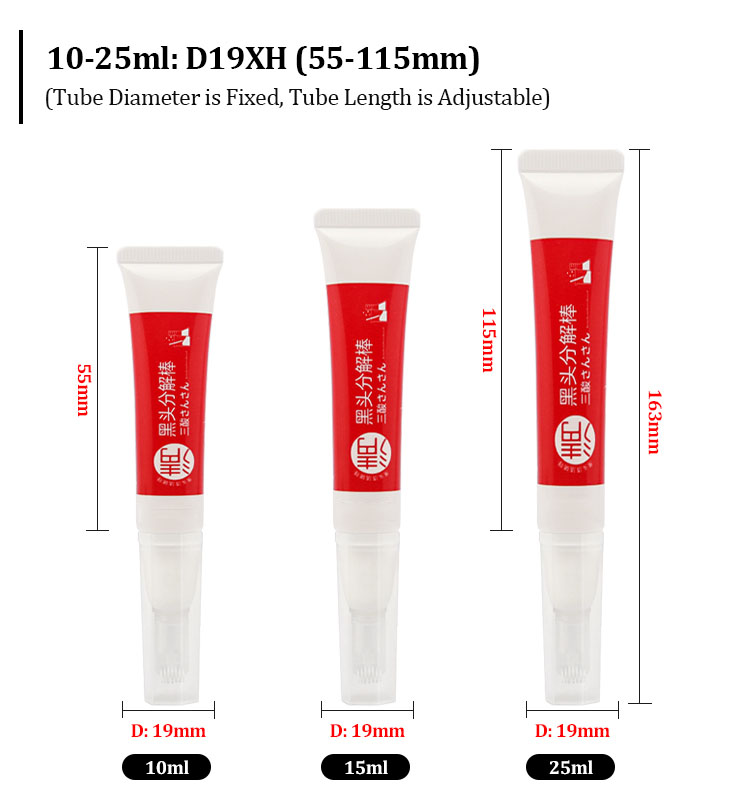 10-25ml: D19XH (55-115mm)
(Tube Diameter is Fixed, Tube Length is Adjustable)
55mm
黑头分解棒
三酸さんさん
黑头分解棒
三酸さんさん
115mm
黑头分解棒
三酸さんさん
163mm
D: 19mm
D: 19mm
D: 19mm
10ml
15ml
25ml